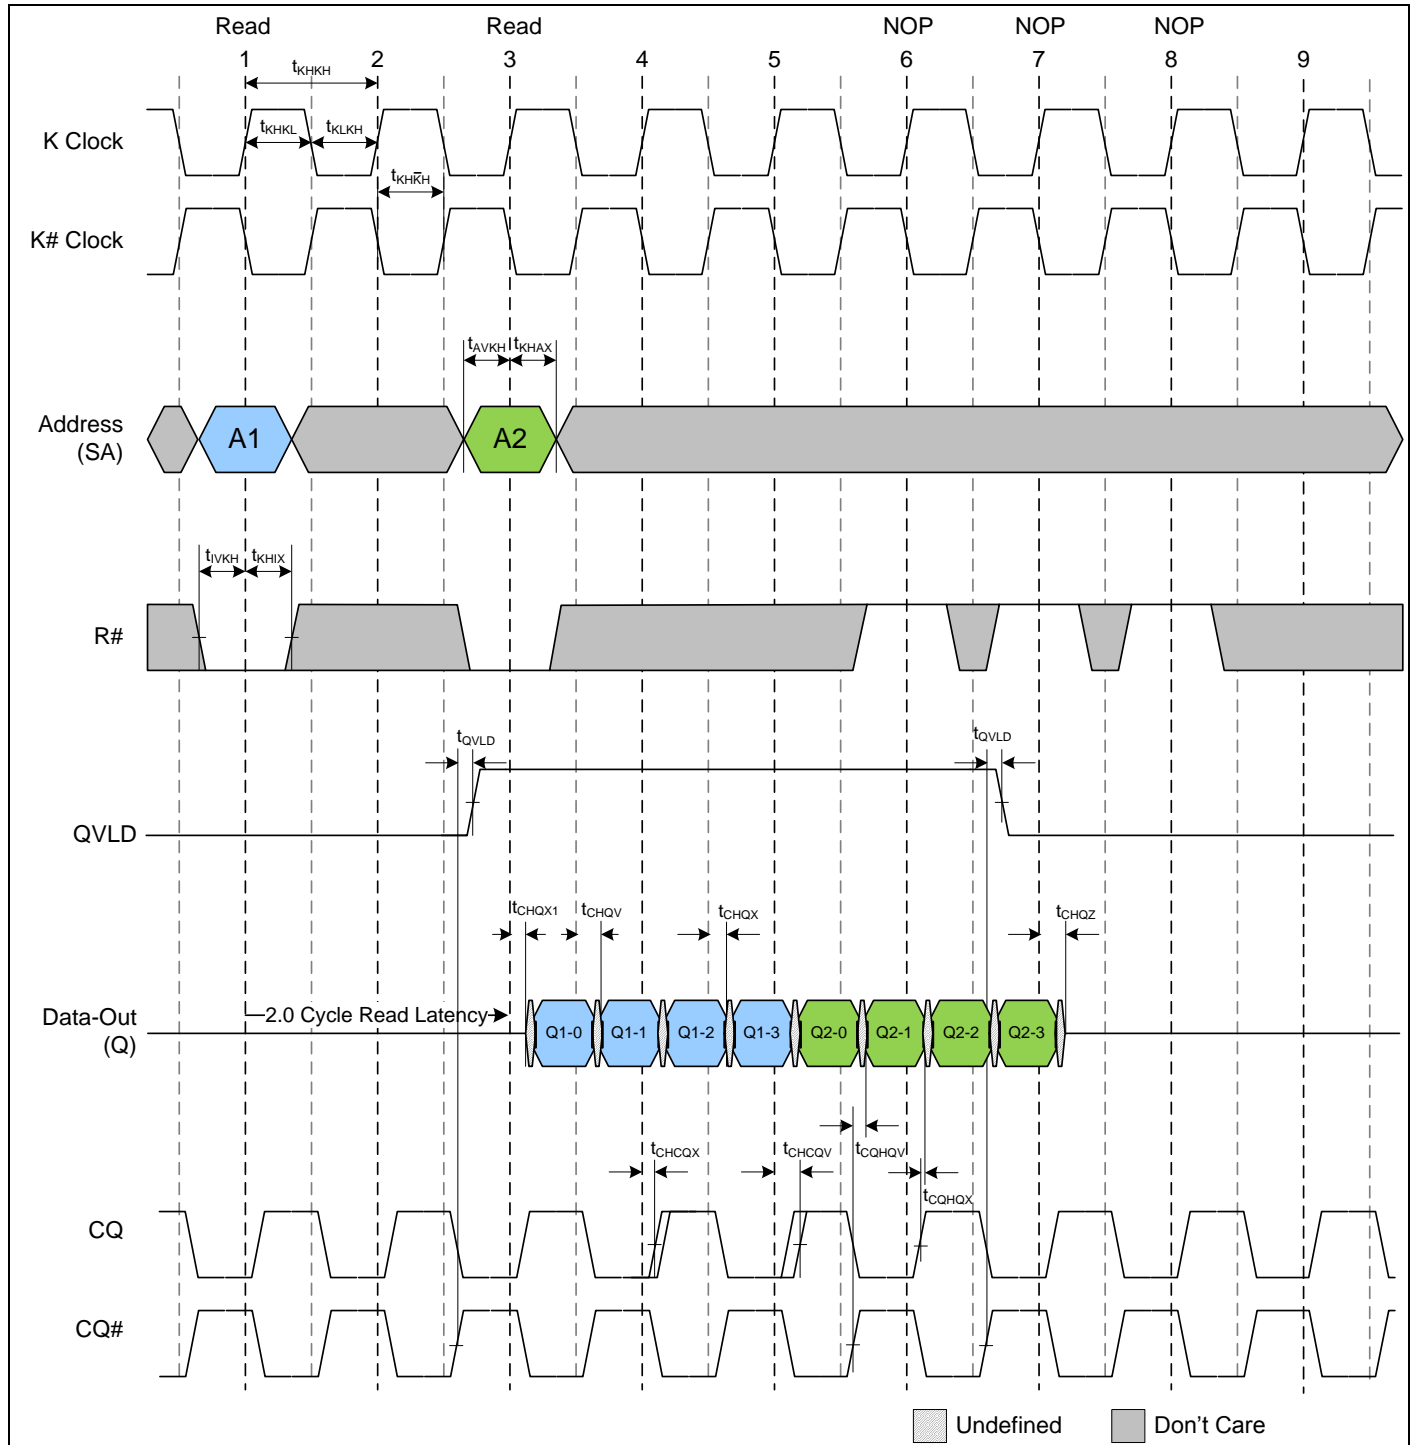 Read Read NOP NOP NOP
1 2 3 4 5 6 7 8 9
tKHKH
K Clock
tKHKL tKLKH
tKHK̅H
K# Clock
tAVKH tKHAX
Address
(SA)
A1 A2
tIVKH tKHIX
R#
tQVLD tQVLD
QVLD
tCHQX1 tCHQV tCHQX tCHQZ
Data-Out
(Q)
2.0 Cycle Read Latency
Q1-0 Q1-1 Q1-2 Q1-3 Q2-0 Q2-1 Q2-2 Q2-3
tCHCQX tCHCQV tCQHQV
tCQHQX
CQ
CQ#
Undefined Don't Care